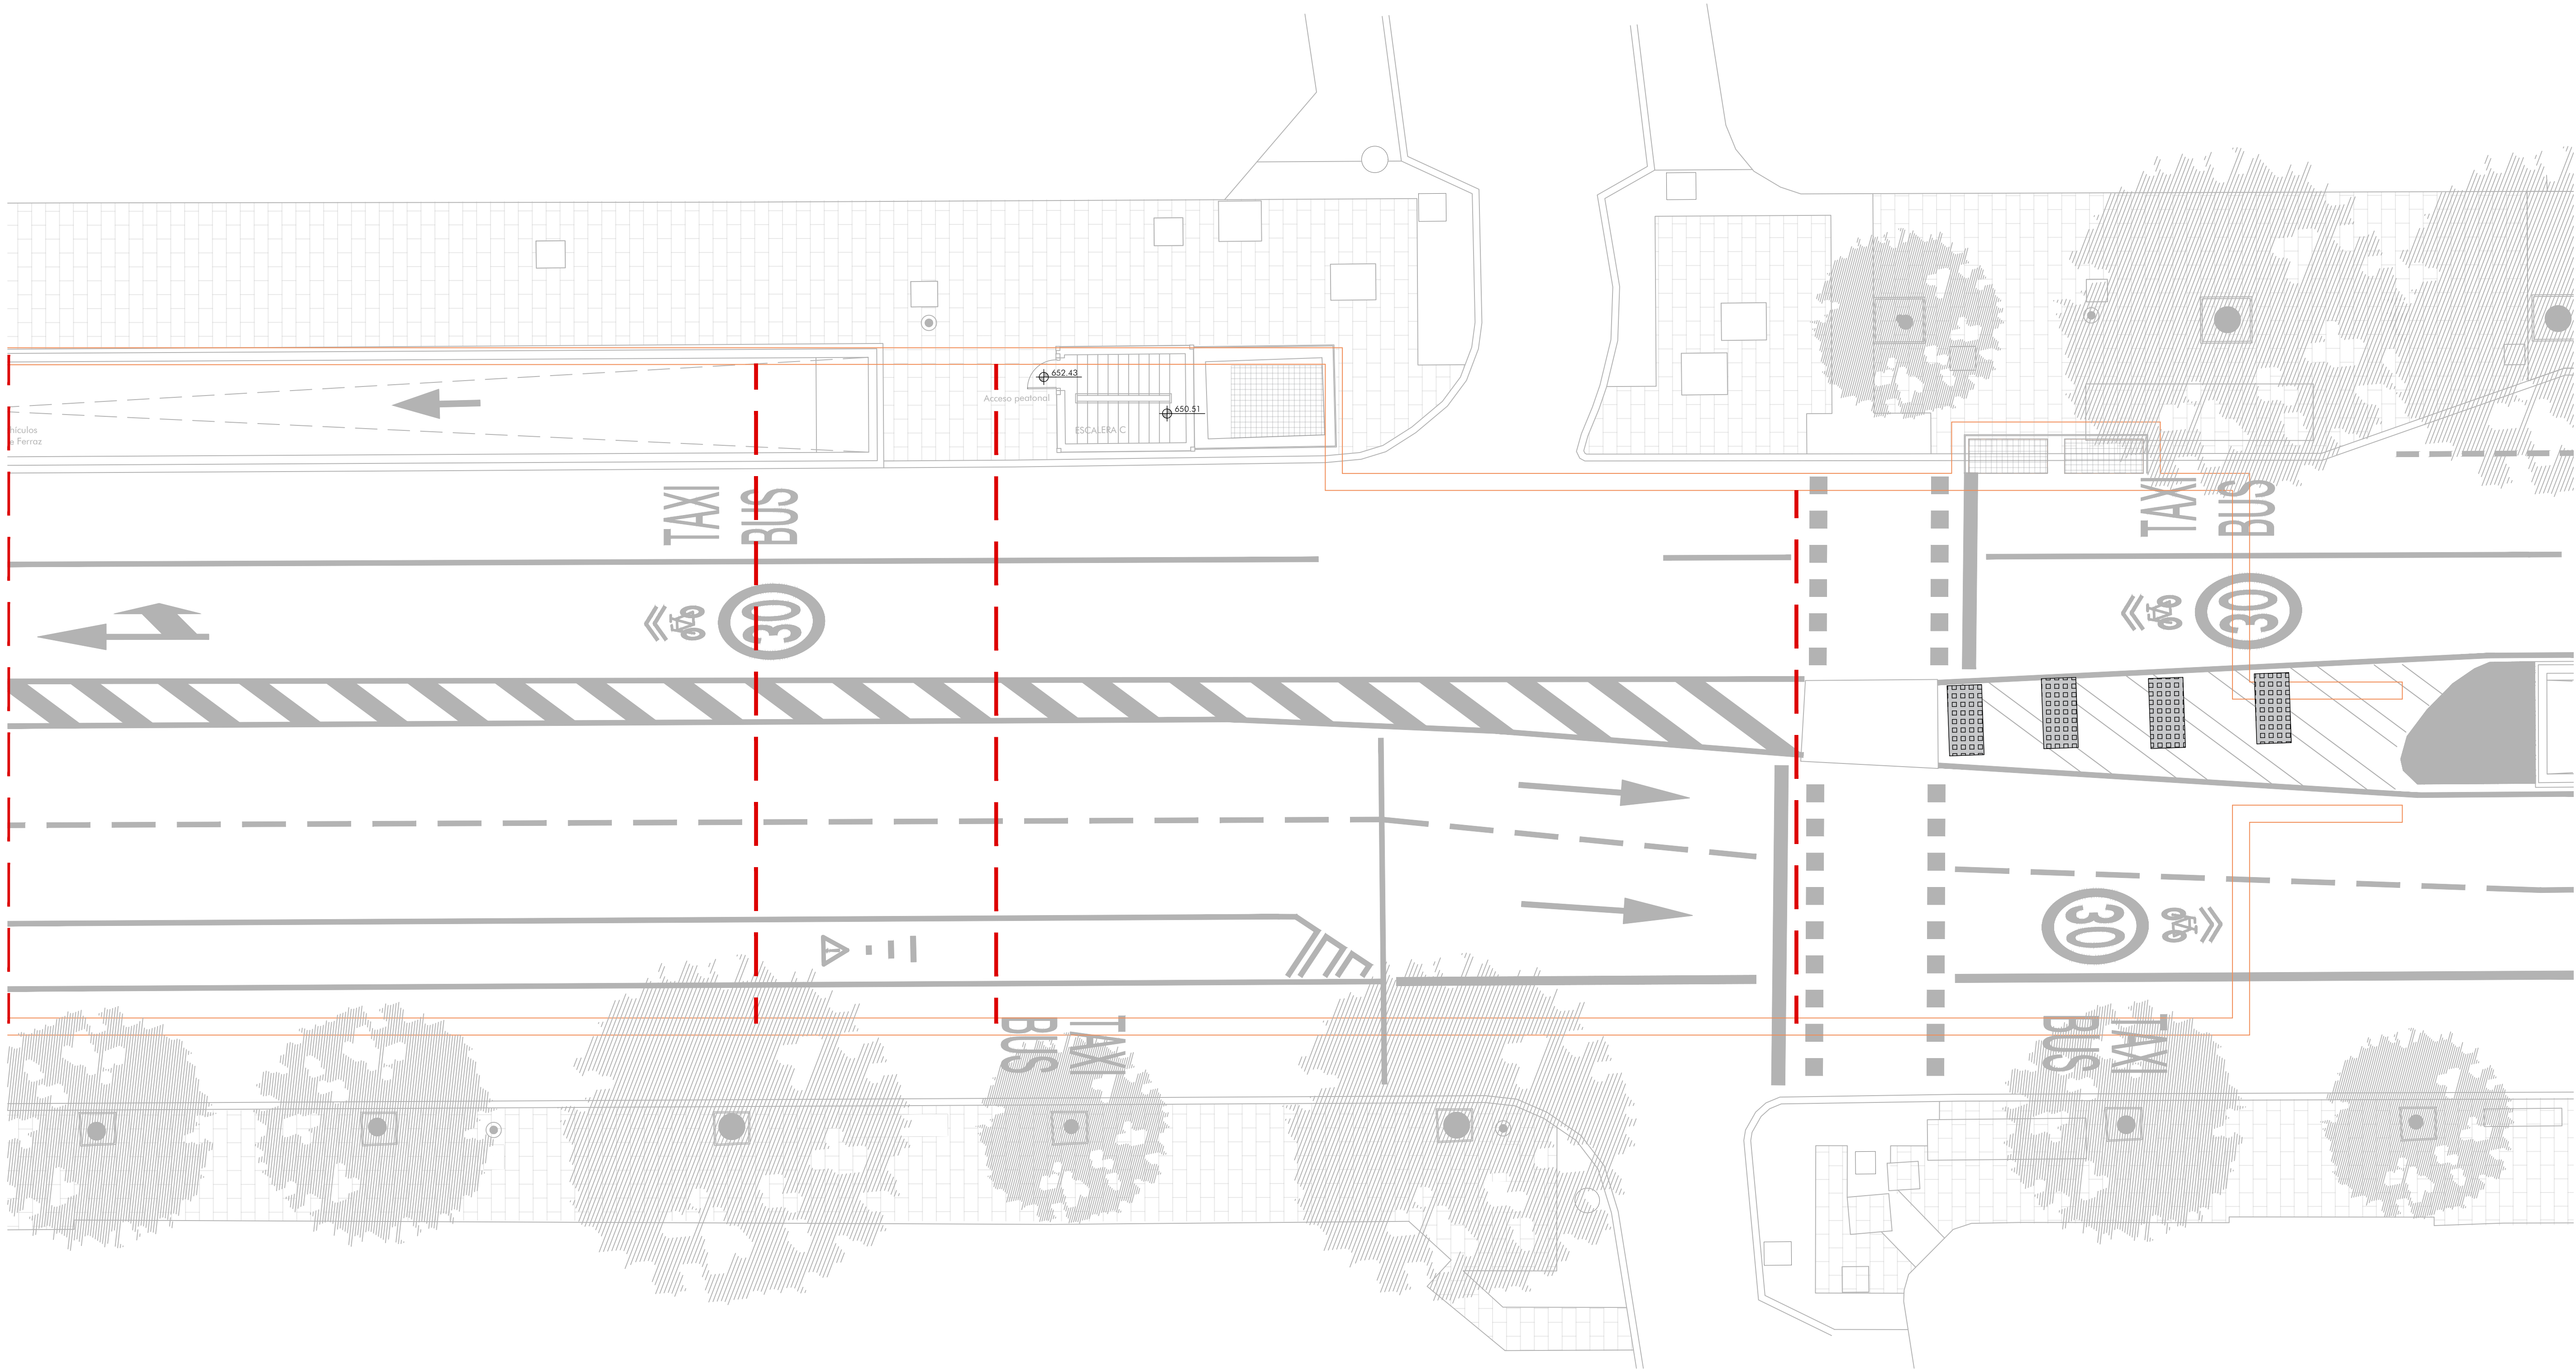 652.43
Acceso peatonal
650.51
ESCALERA C
hículos
e Ferraz
TAXI
BUS
TAXI
BUS
30
30
30
BUS
TAXI
BUS
TAXI